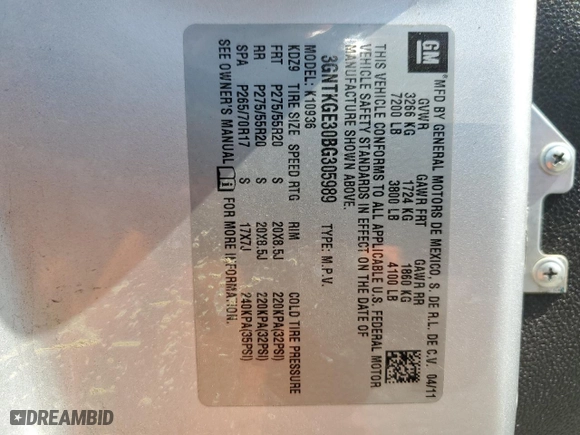 GM
MFD BY GENERAL MOTORS DE MEXICO, S. DE R.L. DE C.V. 04/11
GVWR GAWR FRT GAWR RR
3266 KG 1724 KG 1860 KG
7200 LB 3800 LB 4100 LB
THIS VEHICLE CONFORMS TO ALL APPLICABLE U.S. FEDERAL MOTOR
VEHICLE SAFETY STANDARDS IN EFFECT ON THE DATE OF
MANUFACTURE SHOWN ABOVE.
3GNTKGE30BG305989 TYPE: M.P.V.
MODEL: K10936
KDZ9 TIRE SIZE SPEED RTG RIM COLD TIRE PRESSURE
FRT P275/55R20 S 20X8.5J 220KPA(32PSI)
RR P275/55R20 S 20X8.5J 220KPA(32PSI)
SPA P265/70R17 S 17X7J 240KPA(35PSI)
SEE OWNER'S MANUAL i FOR MORE INFORMATION.
DREAMBID